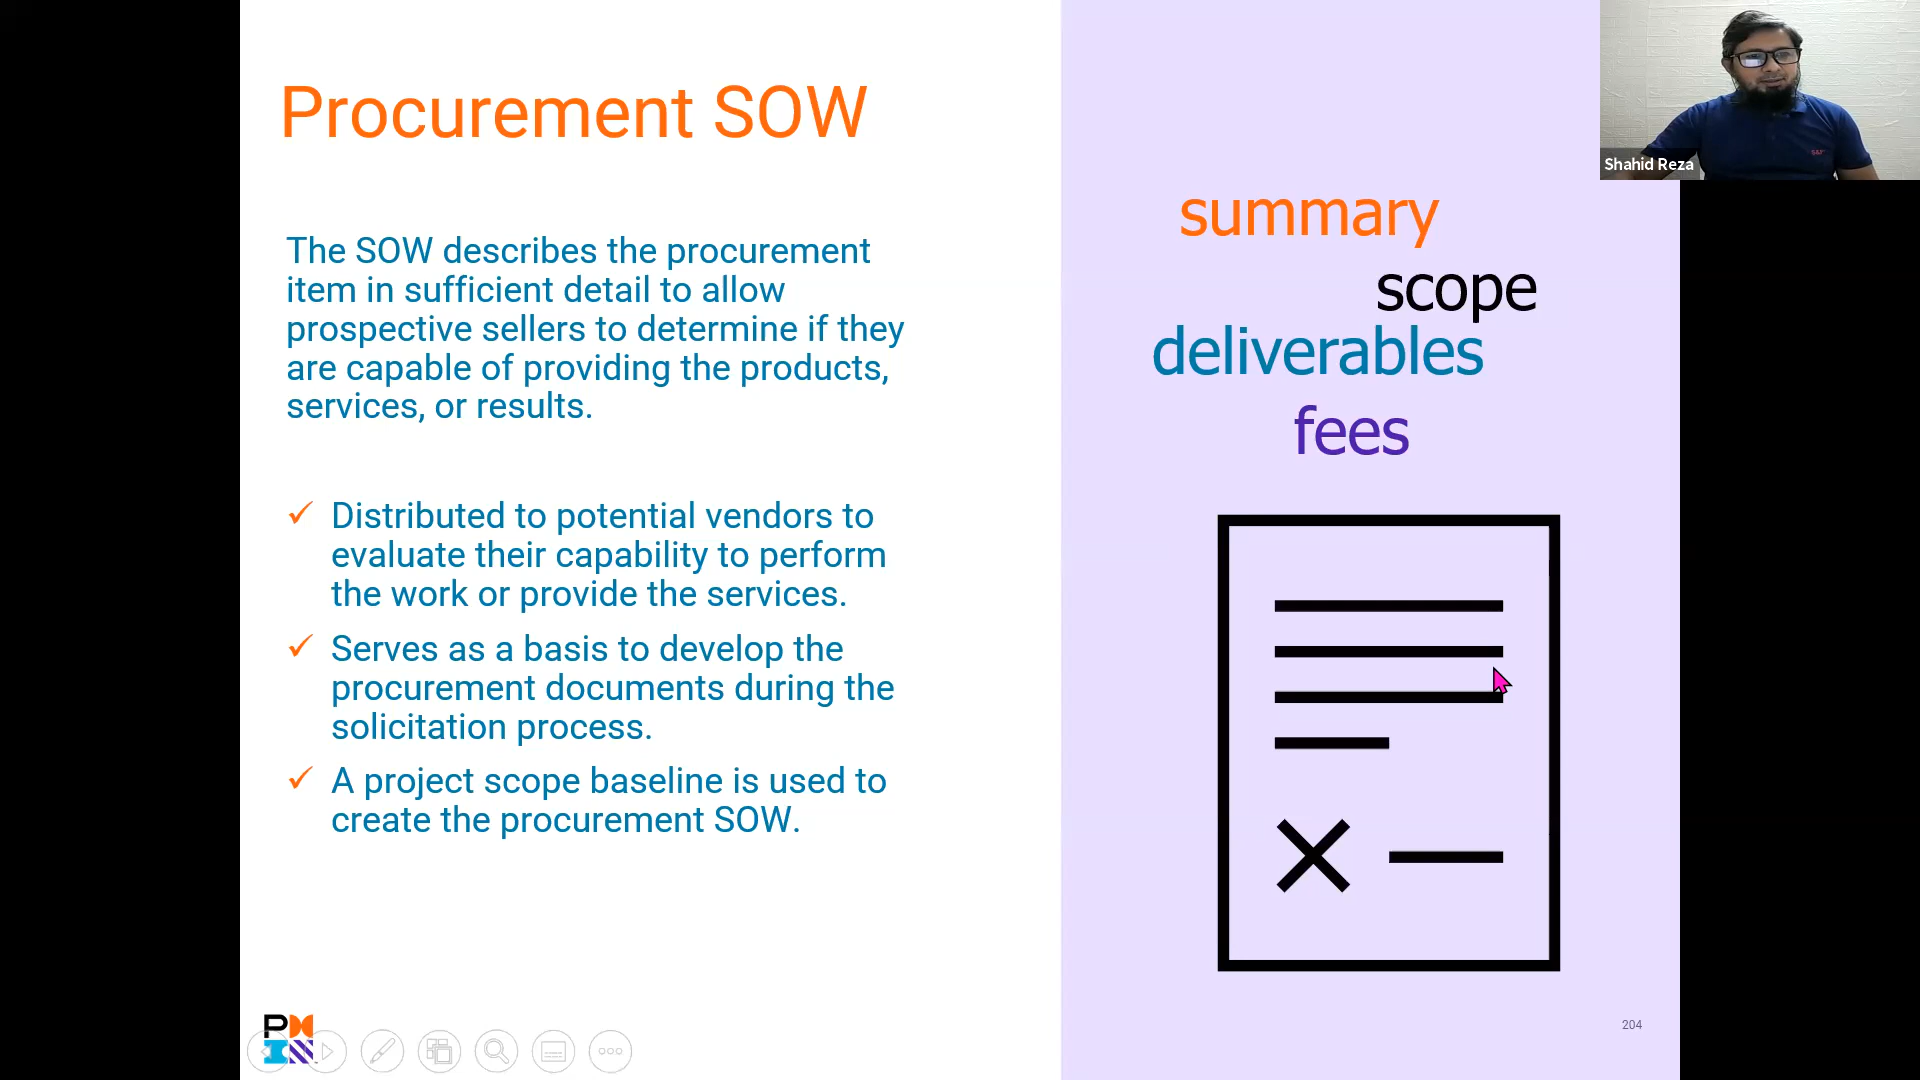 Procurement SOW
The SOW describes the procurement
item in sufficient detail to allow
prospective sellers to determine if they
are capable of providing the products,
services, or results.
✓ Distributed to potential vendors to
evaluate their capability to perform
the work or provide the services.
✓ Serves as a basis to develop the
procurement documents during the
solicitation process.
✓ A project scope baseline is used to
create the procurement SOW.
summary
scope
deliverables
fees
Shahid Reza
204